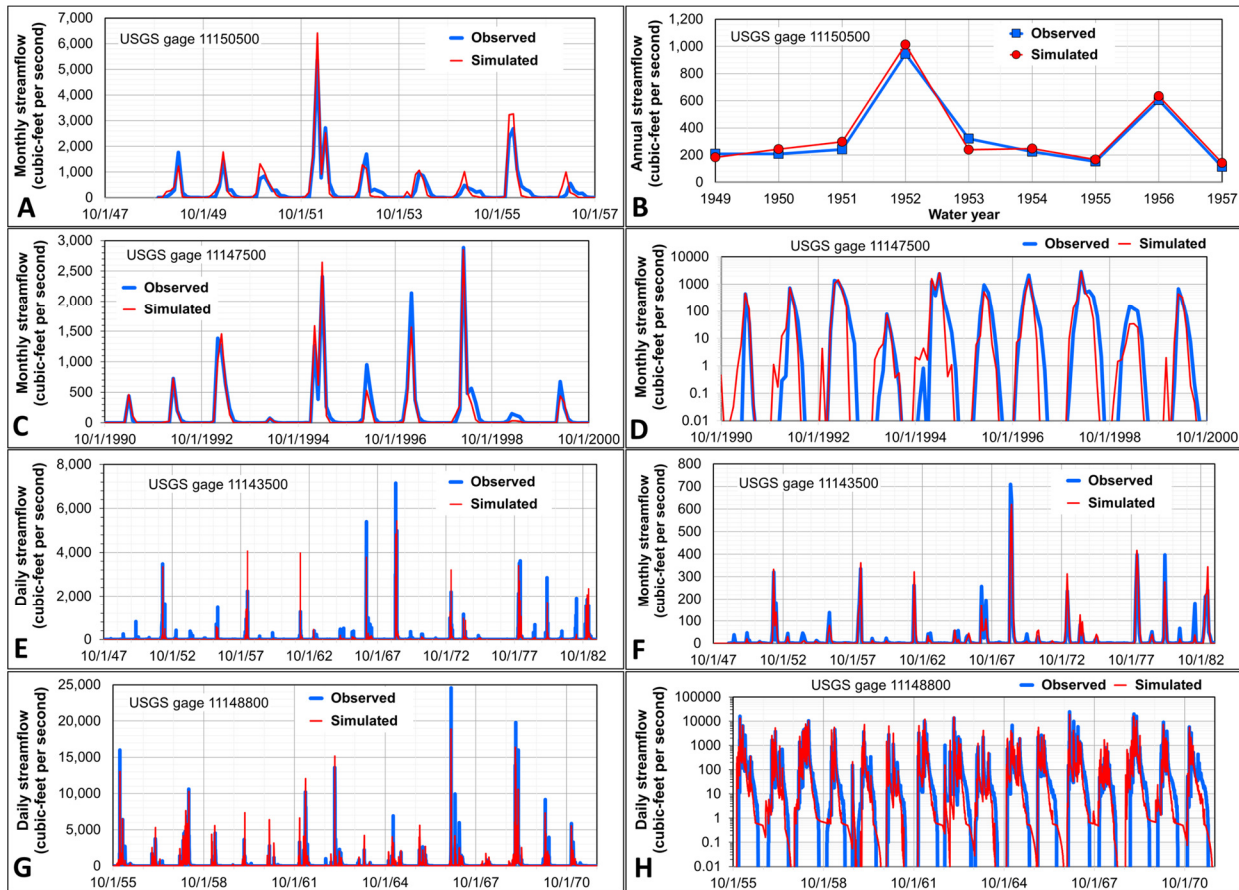 Monthly streamflow
(cubic-feet per second)
7,000
6,000
5,000
4,000
3,000
2,000
1,000
0
USGS gage 11150500
Observed
Simulated
A
10/1/47
10/1/49
10/1/51
10/1/53
10/1/55
10/1/57
Annual streamflow
(cubic-feet per second)
1,200
1,000
800
600
400
200
0
USGS gage 11150500
Observed
Simulated
B
1949
1950
1951
1952
1953
1954
1955
1956
1957
Water year
Monthly streamflow
(cubic-feet per second)
3,000
2,500
2,000
1,500
1,000
500
0
USGS gage 11147500
Observed
Simulated
C
10/1/1990
10/1/1992
10/1/1994
10/1/1996
10/1/1998
10/1/2000
Monthly streamflow
(cubic-feet per second)
10000
1000
100
10
1
0.1
0.01
USGS gage 11147500
Observed
Simulated
D
10/1/1990
10/1/1992
10/1/1994
10/1/1996
10/1/1998
10/1/2000
Daily streamflow
(cubic-feet per second)
8,000
6,000
4,000
2,000
0
USGS gage 11143500
Observed
Simulated
E
10/1/47
10/1/52
10/1/57
10/1/62
10/1/67
10/1/72
10/1/77
10/1/82
Monthly streamflow
(cubic-feet per second)
800
700
600
500
400
300
200
100
0
USGS gage 11143500
Observed
Simulated
F
10/1/47
10/1/52
10/1/57
10/1/62
10/1/67
10/1/72
10/1/77
10/1/82
Daily streamflow
(cubic-feet per second)
25,000
20,000
15,000
10,000
5,000
0
USGS gage 11148800
Observed
Simulated
G
10/1/55
10/1/58
10/1/61
10/1/64
10/1/67
10/1/70
Daily streamflow
(cubic-feet per second)
100000
10000
1000
100
10
1
0.1
0.01
USGS gage 11148800
Observed
Simulated
H
10/1/55
10/1/58
10/1/61
10/1/64
10/1/67
10/1/70